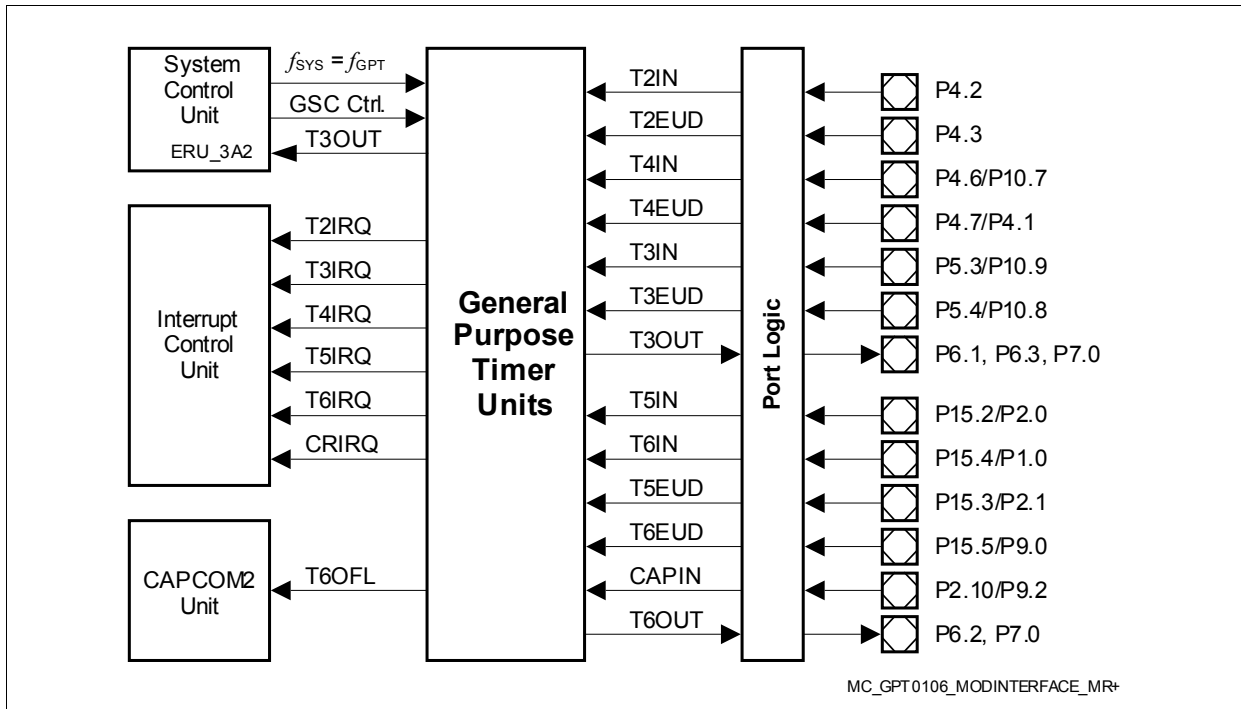 System
Control
Unit
ERU_3A2
fSYS = fGPT
GSC Ctrl.
T3OUT
Interrupt
Control
Unit
T2IRQ
T3IRQ
T4IRQ
T5IRQ
T6IRQ
CRIRQ
CAPCOM2
Unit
T6OFL
General
Purpose
Timer
Units
T2IN
T2EUD
T4IN
T4EUD
T3IN
T3EUD
T3OUT
T5IN
T6IN
T5EUD
T6EUD
CAPIN
T6OUT
Port Logic
P4.2
P4.3
P4.6/P10.7
P4.7/P4.1
P5.3/P10.9
P5.4/P10.8
P6.1, P6.3, P7.0
P15.2/P2.0
P15.4/P1.0
P15.3/P2.1
P15.5/P9.0
P2.10/P9.2
P6.2, P7.0
MC_GPT0106_MODINTERFACE_MR+